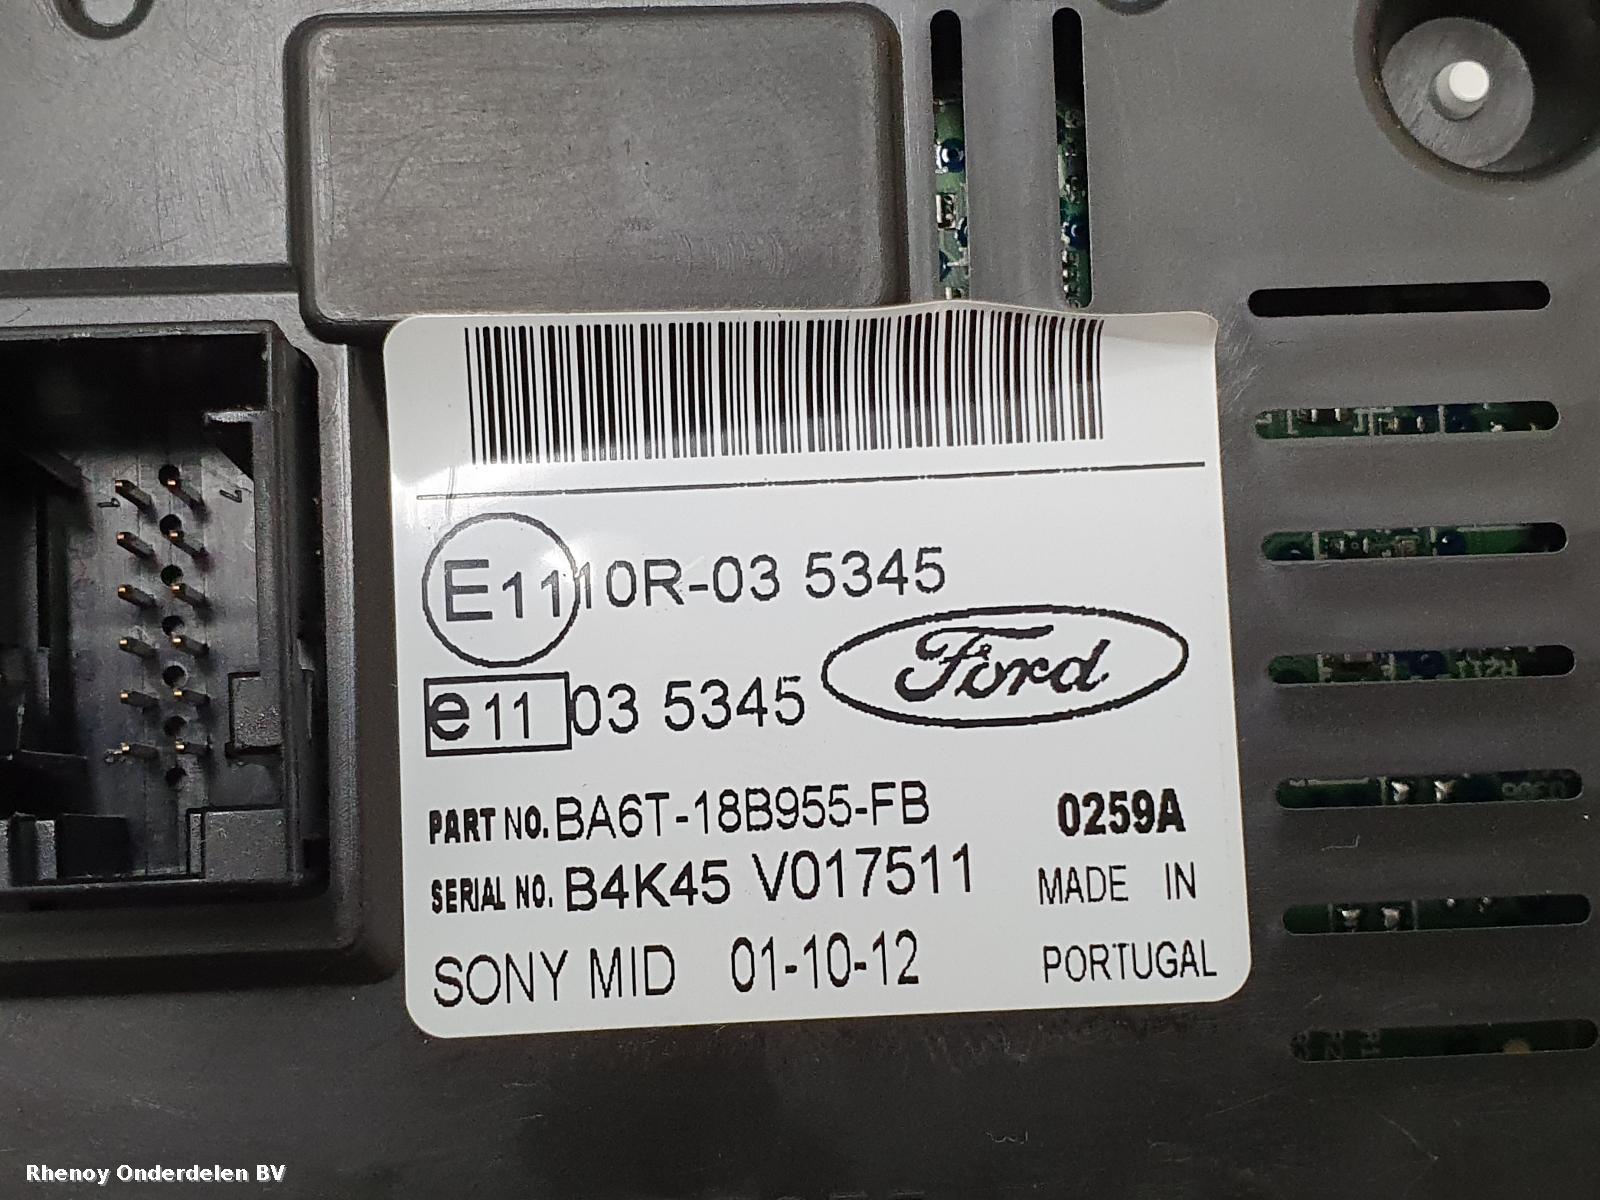 E11 10R-03 5345
Ford
e11 03 5345
PART NO. BA6T-18B955-FB 0259A
SERIAL NO. B4K45 V017511 MADE IN
SONY MID 01-10-12 PORTUGAL
Rhenoy Onderdelen BV